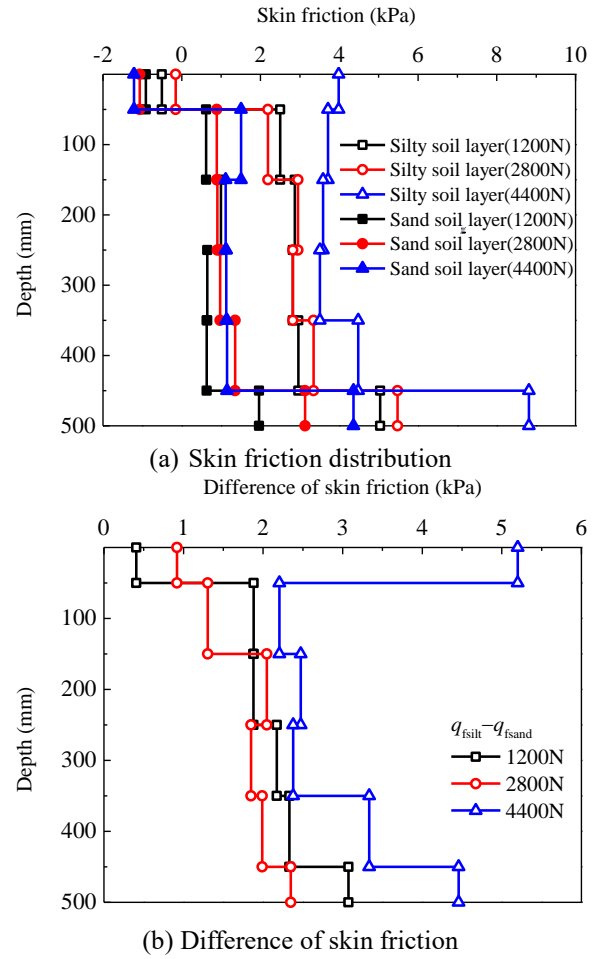 Skin friction (kPa)
-2 0 2 4 6 8 10
100
200
300
400
500
Depth (mm)
Silty soil layer(1200N)
Silty soil layer(2800N)
Silty soil layer(4400N)
Sand soil layer(1200N)
Sand soil layer(2800N)
Sand soil layer(4400N)
(a) Skin friction distribution
Difference of skin friction (kPa)
0 1 2 3 4 5 6
100
200
300
400
500
Depth (mm)
qfsilt−qfsand
1200N
2800N
4400N
(b) Difference of skin friction